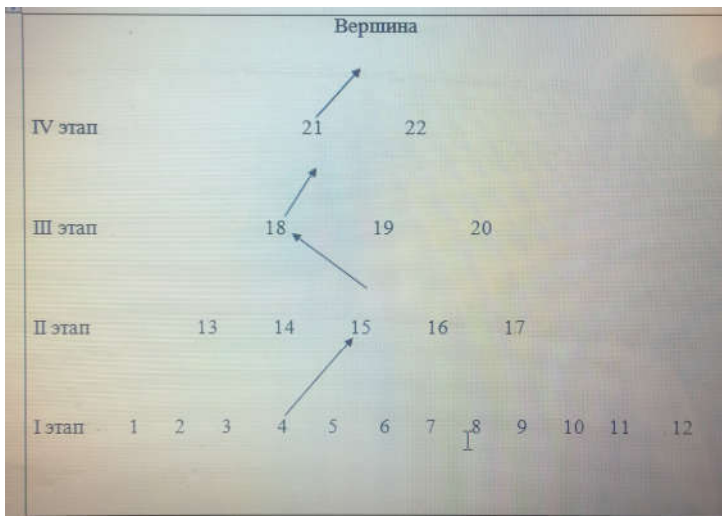 Вершина
IV этап 21 22
III этап 18 19 20
II этап 13 14 15 16 17
I этап 1 2 3 4 5 6 7 8 9 10 11 12